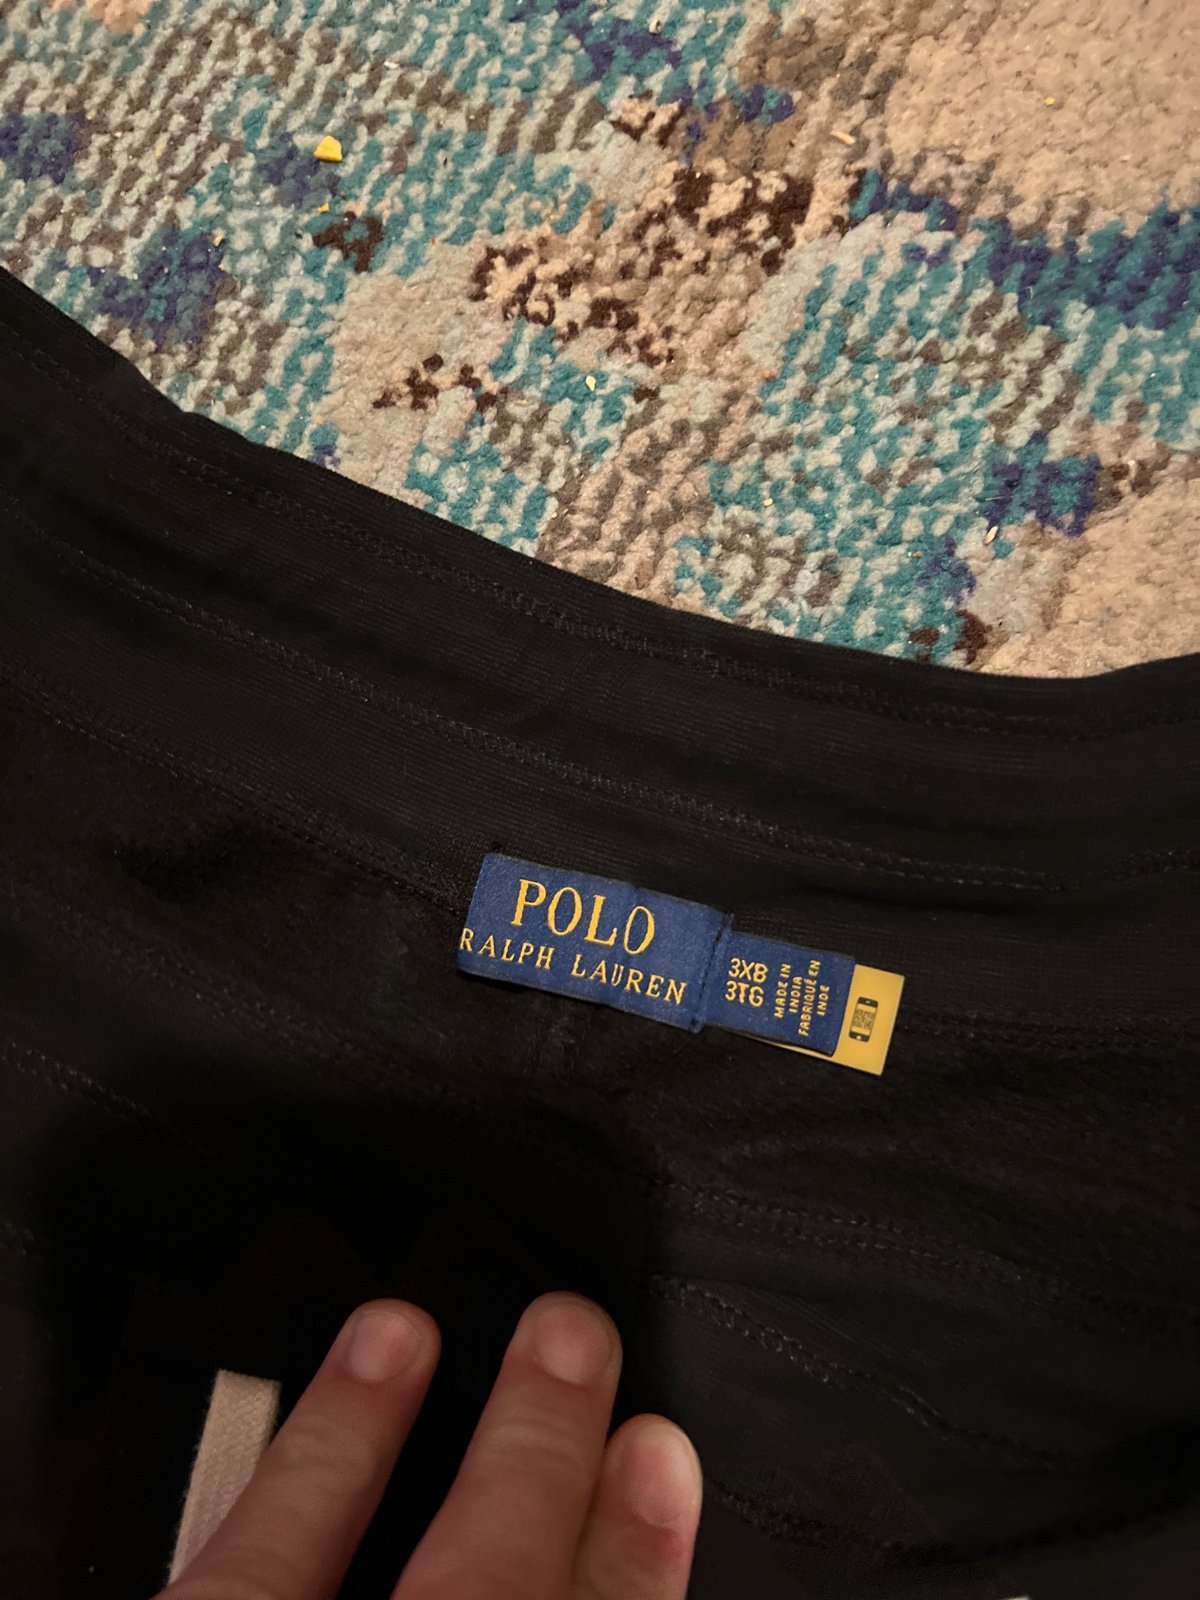 POLO
RALPH LAUREN
3XB
3TG
MADE IN
INDIA
FABRIQUÉ EN
INDE